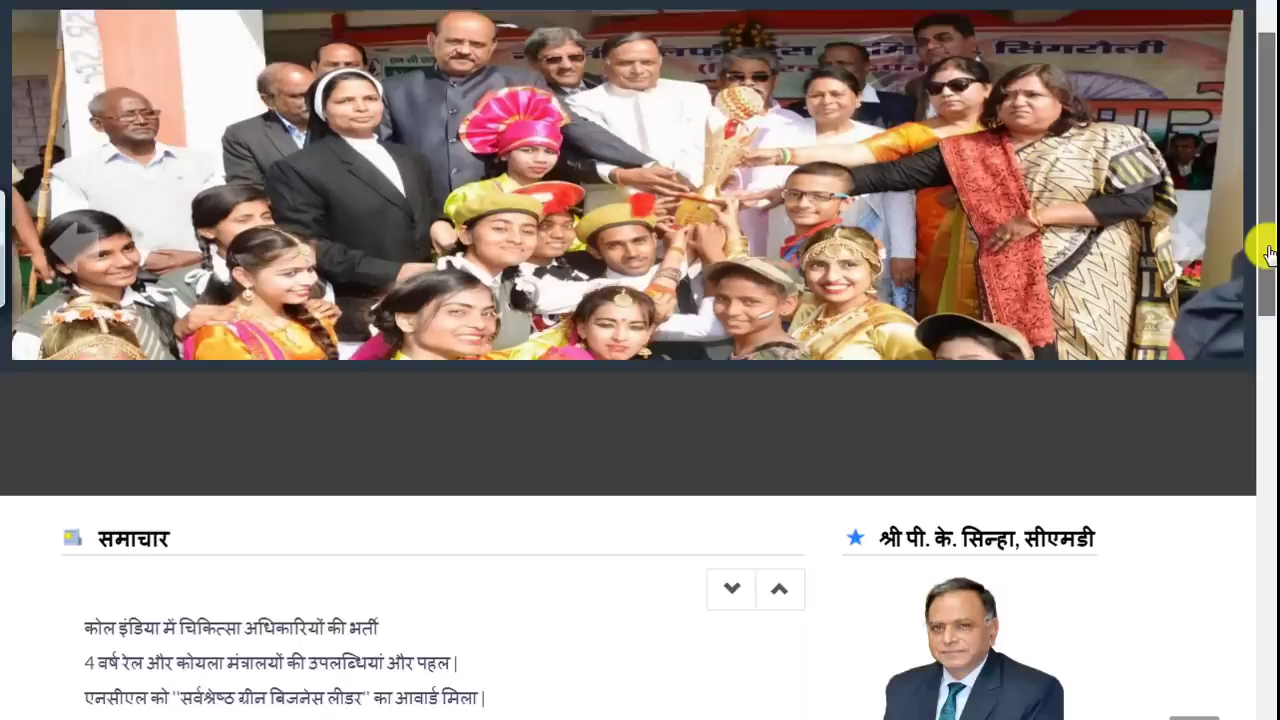 सिंगरौली
समाचार
श्री पी. के. सिन्हा, सीएमडी
कोल इंडिया में चिकित्सा अधिकारियों की भर्ती
4 वर्ष रेल और कोयला मंत्रालयों की उपलब्धियां और पहल |
एनसीएल को "सर्वश्रेष्ठ ग्रीन बिजनेस लीडर" का आवार्ड मिला |